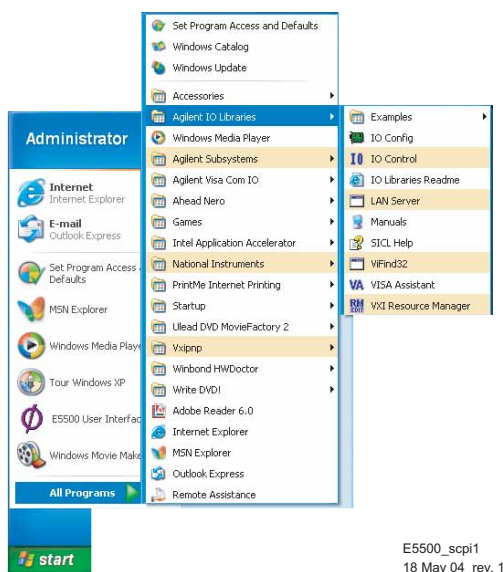 Set Program Access and Defaults
Windows Catalog
Windows Update
Accessories
Agilent IO Libraries
Windows Media Player
Agilent Subsystems
Agilent Visa Com IO
Ahead Nero
Games
Intel Application Accelerator
National Instruments
PrintMe Internet Printing
Startup
Ulead DVD MovieFactory 2
Vxipnp
Winbond HWDoctor
Write DVD!
Adobe Reader 6.0
Internet Explorer
MSN Explorer
Outlook Express
Remote Assistance
Examples
IO Config
IO Control
IO Libraries Readme
LAN Server
Manuals
SICL Help
ViFind32
VISA Assistant
VXI Resource Manager
Administrator
Internet
Internet Explorer
E-mail
Outlook Express
Set Program Access
Defaults
MSN Explorer
Windows Media Playe
Tour Windows XP
E5500 User Interfac
Windows Movie Make
All Programs
start
E5500_scpi1
18 May 04 rev. 1